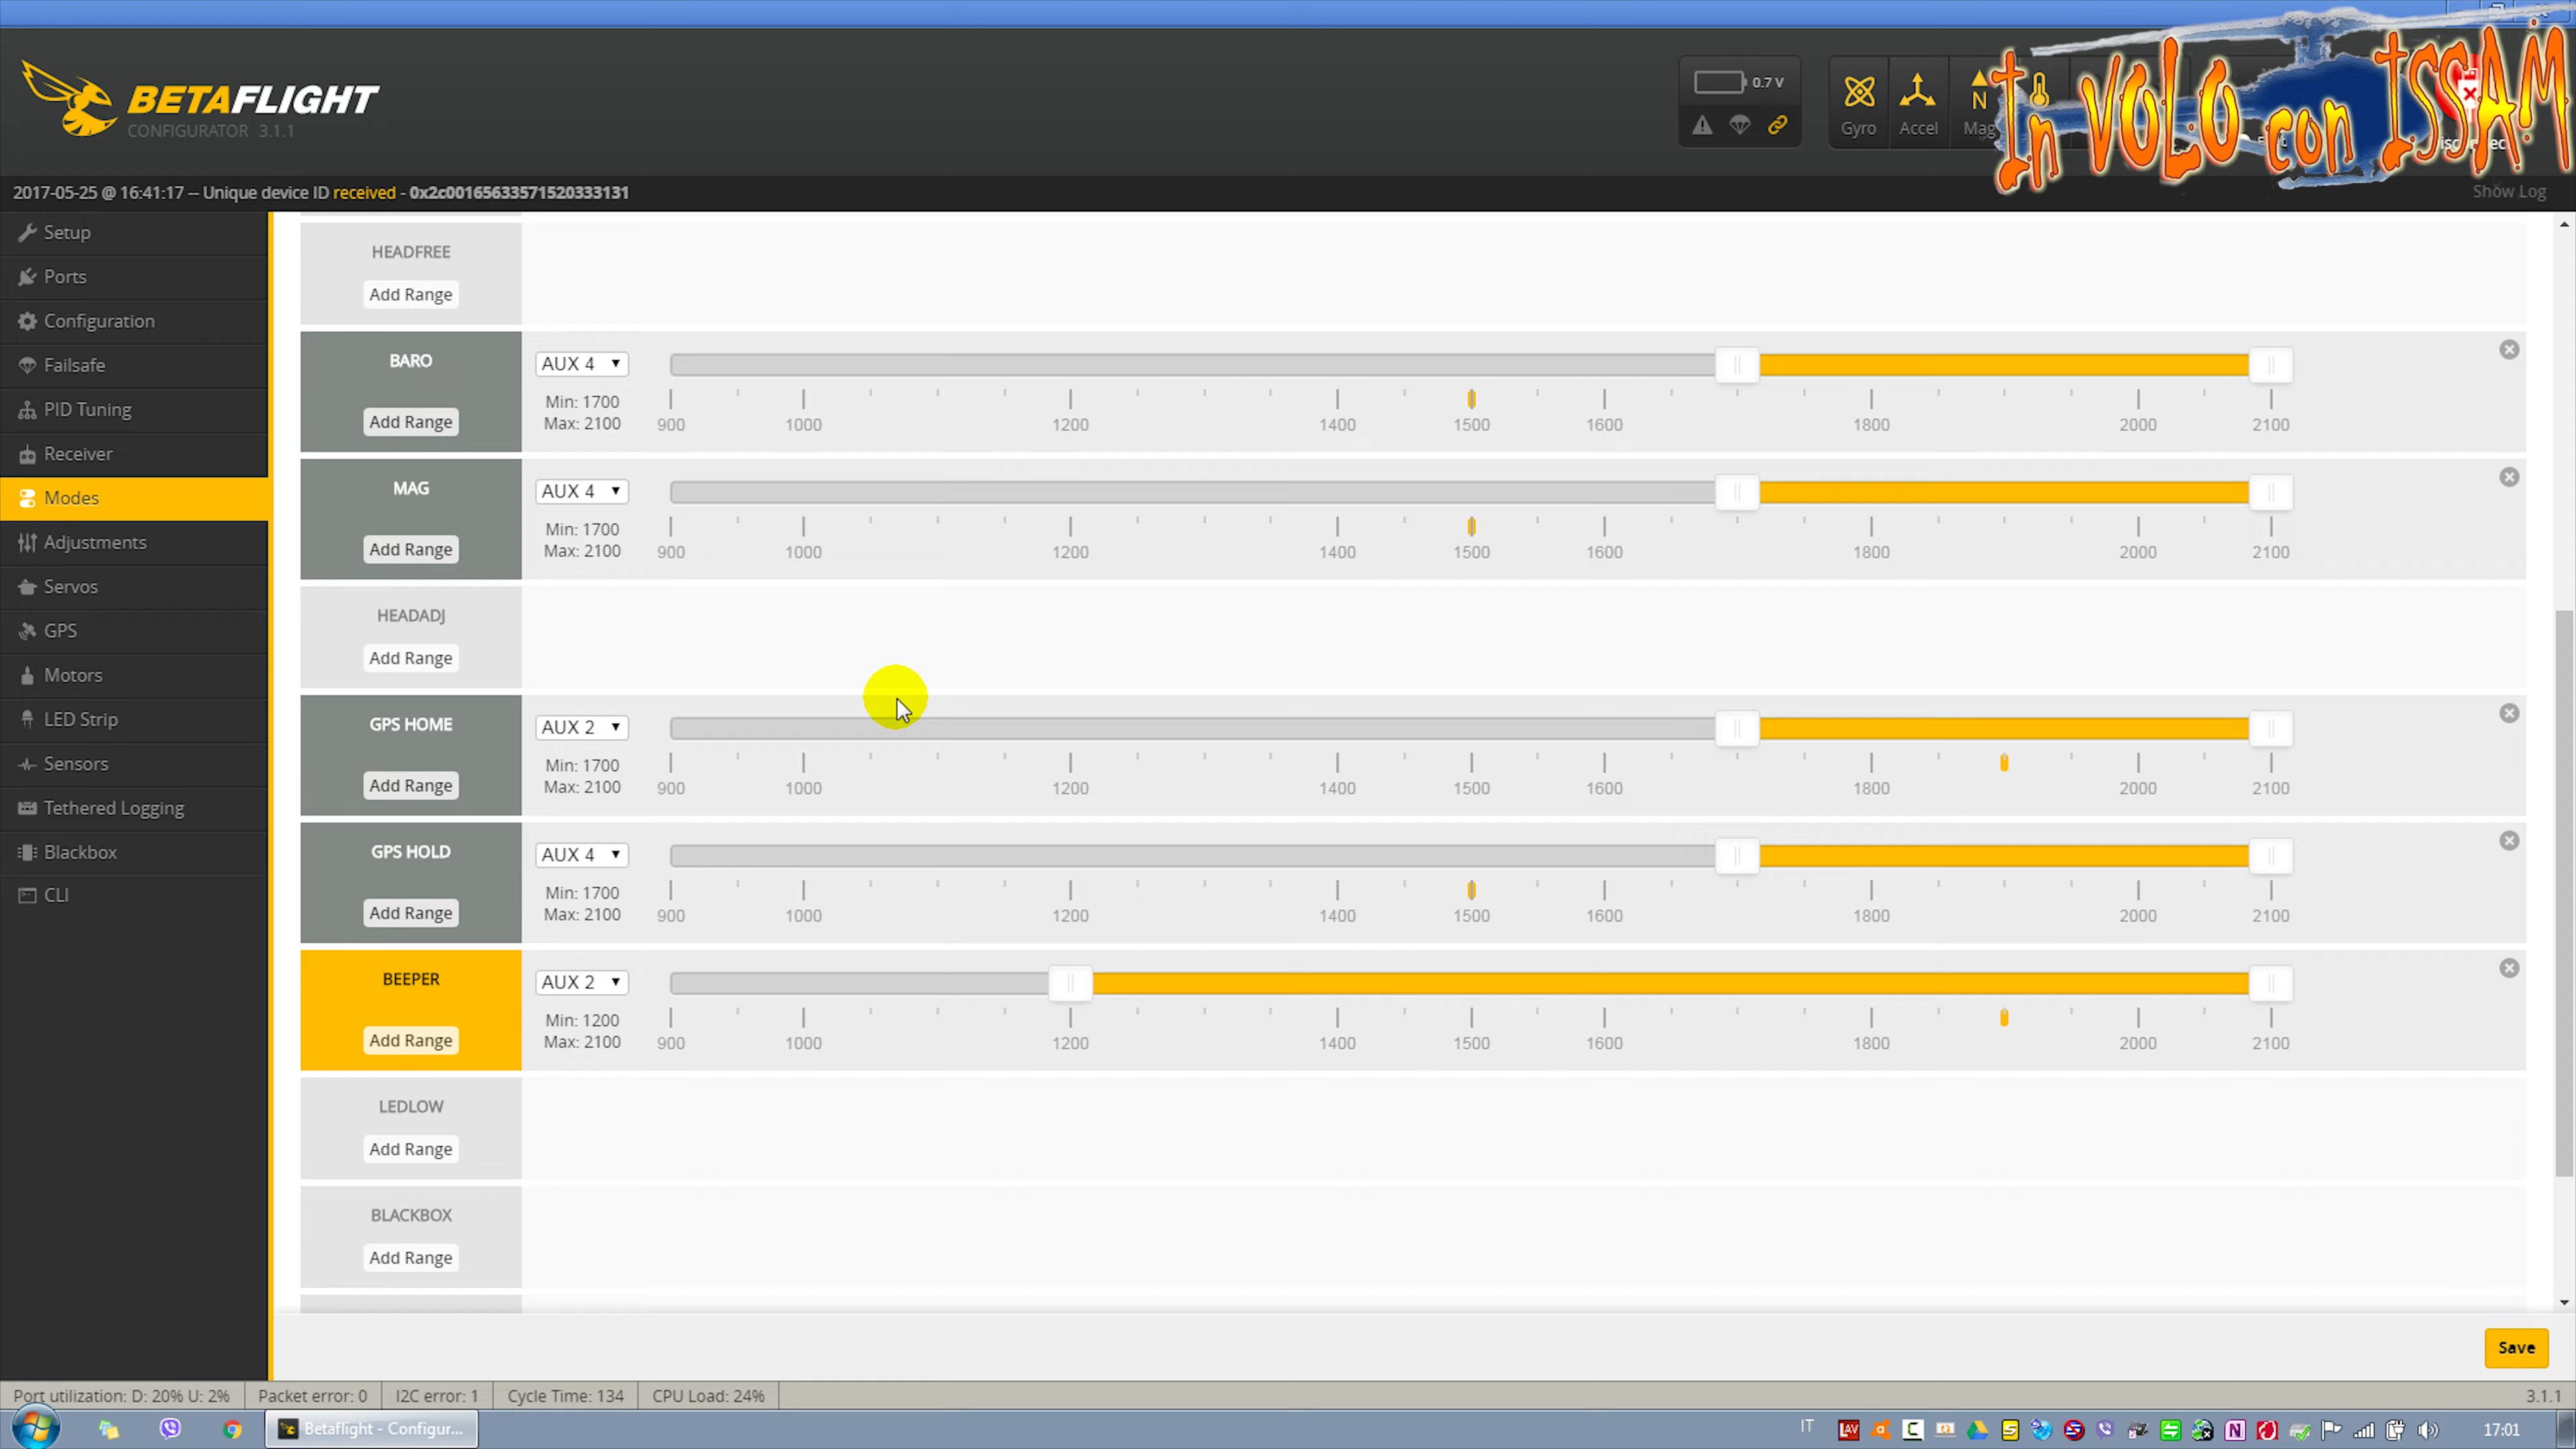 BETAFLIGHT
CONFIGURATOR 3.1.1
0.7 V
Gyro
Accel
N
Mag
In VOLO con ISSAM
2017-05-25 @ 16:41:17 -- Unique device ID received - 0x2c00165633571520333131
Show Log
Setup
Ports
Configuration
Failsafe
PID Tuning
Receiver
Modes
Adjustments
Servos
GPS
Motors
LED Strip
Sensors
Tethered Logging
Blackbox
CLI
HEADFREE
Add Range
BARO
Add Range
AUX 4
Min: 1700
Max: 2100
900 1000 1200 1400 1500 1600 1800 2000 2100
MAG
Add Range
AUX 4
Min: 1700
Max: 2100
900 1000 1200 1400 1500 1600 1800 2000 2100
HEADADJ
Add Range
GPS HOME
Add Range
AUX 2
Min: 1700
Max: 2100
900 1000 1200 1400 1500 1600 1800 2000 2100
GPS HOLD
Add Range
AUX 4
Min: 1700
Max: 2100
900 1000 1200 1400 1500 1600 1800 2000 2100
BEEPER
Add Range
AUX 2
Min: 1200
Max: 2100
900 1000 1200 1400 1500 1600 1800 2000 2100
LEDLOW
Add Range
BLACKBOX
Add Range
Save
Port utilization: D: 20% U: 2%
Packet error: 0
I2C error: 1
Cycle Time: 134
CPU Load: 24%
3.1.1
Betaflight - Configur...
IT
LAV
17:01